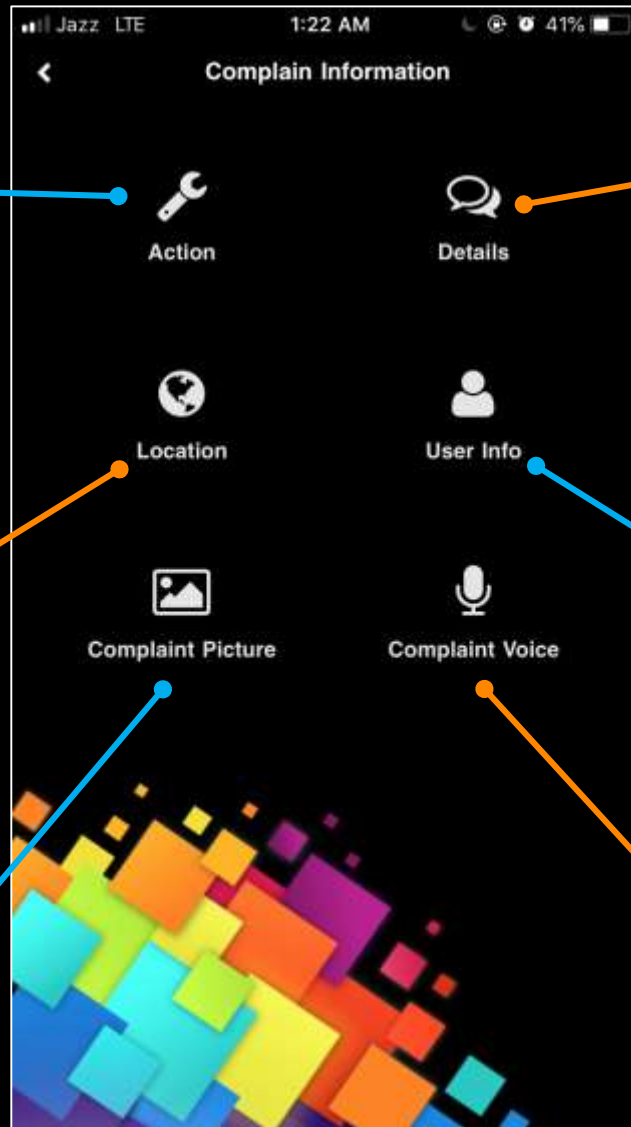 Jazz LTE 1:22 AM 41%
Complain Information
Action Details
Location User Info
Complaint Picture Complaint Voice